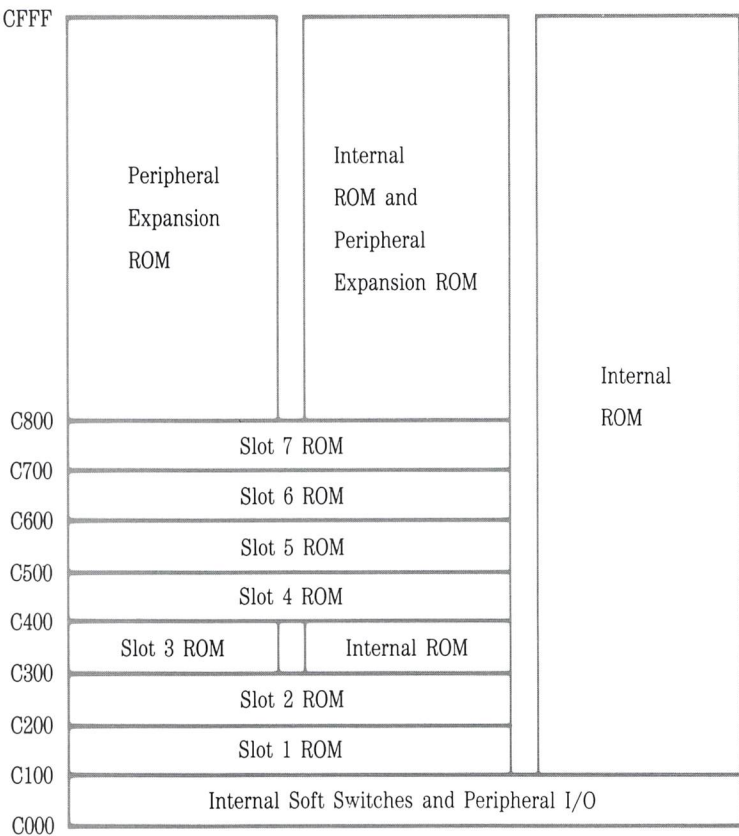 CFFF
Peripheral
Expansion
ROM
Internal
ROM and
Peripheral
Expansion ROM
Internal
ROM
C800
Slot 7 ROM
C700
Slot 6 ROM
C600
Slot 5 ROM
C500
Slot 4 ROM
C400
Slot 3 ROM
Internal ROM
C300
Slot 2 ROM
C200
Slot 1 ROM
C100
Internal Soft Switches and Peripheral I/O
C000